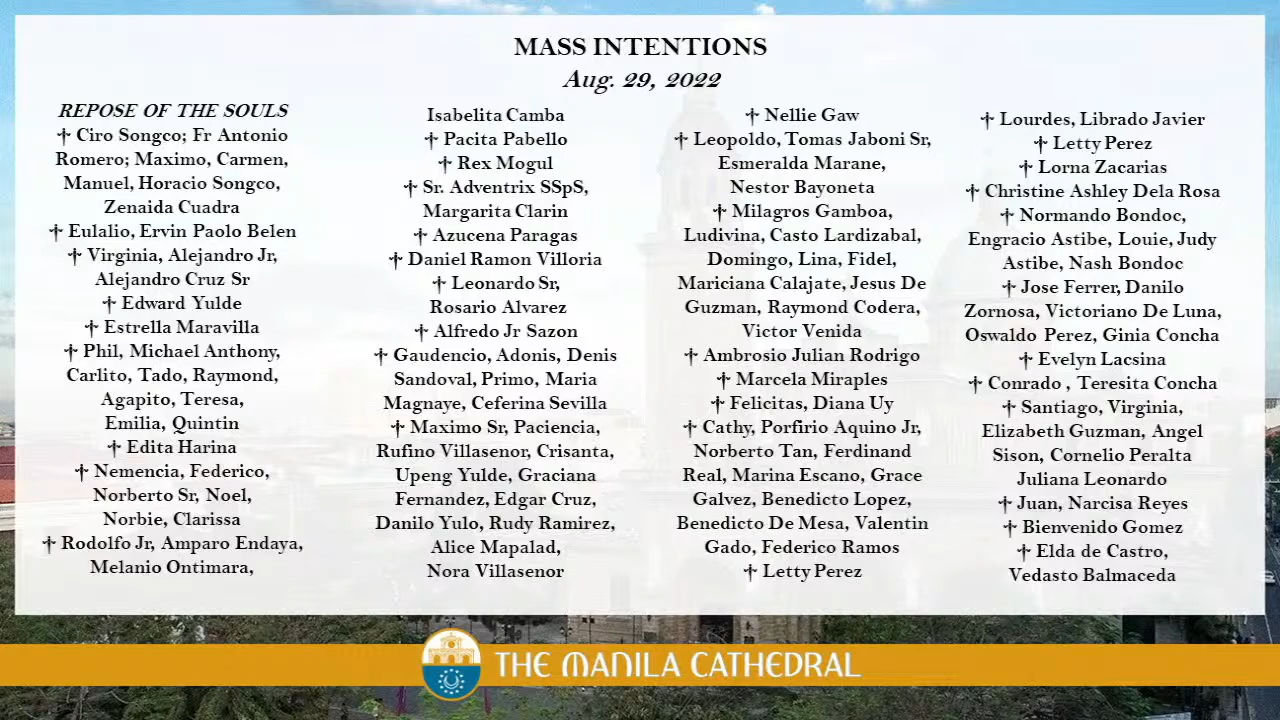 MASS INTENTIONS
Aug. 29, 2022
REPOSE OF THE SOULS
✝ Ciro Songco; Fr Antonio
Romero; Maximo, Carmen,
Manuel, Horacio Songco,
Zenaida Cuadra
✝ Eulalio, Ervin Paolo Belen
✝ Virginia, Alejandro Jr,
Alejandro Cruz Sr
✝ Edward Yulde
✝ Estrella Maravilla
✝ Phil, Michael Anthony,
Carlito, Tado, Raymond,
Agapito, Teresa,
Emilia, Quintin
✝ Edita Harina
✝ Nemencia, Federico,
Norberto Sr, Noel,
Norbie, Clarissa
✝ Rodolfo Jr, Amparo Endaya,
Melanio Ontimara,
Isabelita Camba
✝ Pacita Pabello
✝ Rex Mogul
✝ Sr. Adventrix SSpS,
Margarita Clarin
✝ Azucena Paragas
✝ Daniel Ramon Villoria
✝ Leonardo Sr,
Rosario Alvarez
✝ Alfredo Jr Sazon
✝ Gaudencio, Adonis, Denis
Sandoval, Primo, Maria
Magnaye, Ceferina Sevilla
✝ Maximo Sr, Paciencia,
Rufino Villasenor, Crisanta,
Upeng Yulde, Graciana
Fernandez, Edgar Cruz,
Danilo Yulo, Rudy Ramirez,
Alice Mapalad,
Nora Villasenor
✝ Nellie Gaw
✝ Leopoldo, Tomas Jaboni Sr,
Esmeralda Marane,
Nestor Bayoneta
✝ Milagros Gamboa,
Ludivina, Casto Lardizabal,
Domingo, Lina, Fidel,
Mariciana Calajate, Jesus De
Guzman, Raymond Codera,
Victor Venida
✝ Ambrosio Julian Rodrigo
✝ Marcela Miraples
✝ Felicitas, Diana Uy
✝ Cathy, Porfirio Aquino Jr,
Norberto Tan, Ferdinand
Real, Marina Escano, Grace
Galvez, Benedicto Lopez,
Benedicto De Mesa, Valentin
Gado, Federico Ramos
✝ Letty Perez
✝ Lourdes, Librado Javier
✝ Letty Perez
✝ Lorna Zacarias
✝ Christine Ashley Dela Rosa
✝ Normando Bondoc,
Engracio Astibe, Louie, Judy
Astibe, Nash Bondoc
✝ Jose Ferrer, Danilo
Zornosa, Victoriano De Luna,
Oswaldo Perez, Ginia Concha
✝ Evelyn Lacsina
✝ Conrado , Teresita Concha
✝ Santiago, Virginia,
Elizabeth Guzman, Angel
Sison, Cornelio Peralta
Juliana Leonardo
✝ Juan, Narcisa Reyes
✝ Bienvenido Gomez
✝ Elda de Castro,
Vedasto Balmaceda
THE MANILA CATHEDRAL